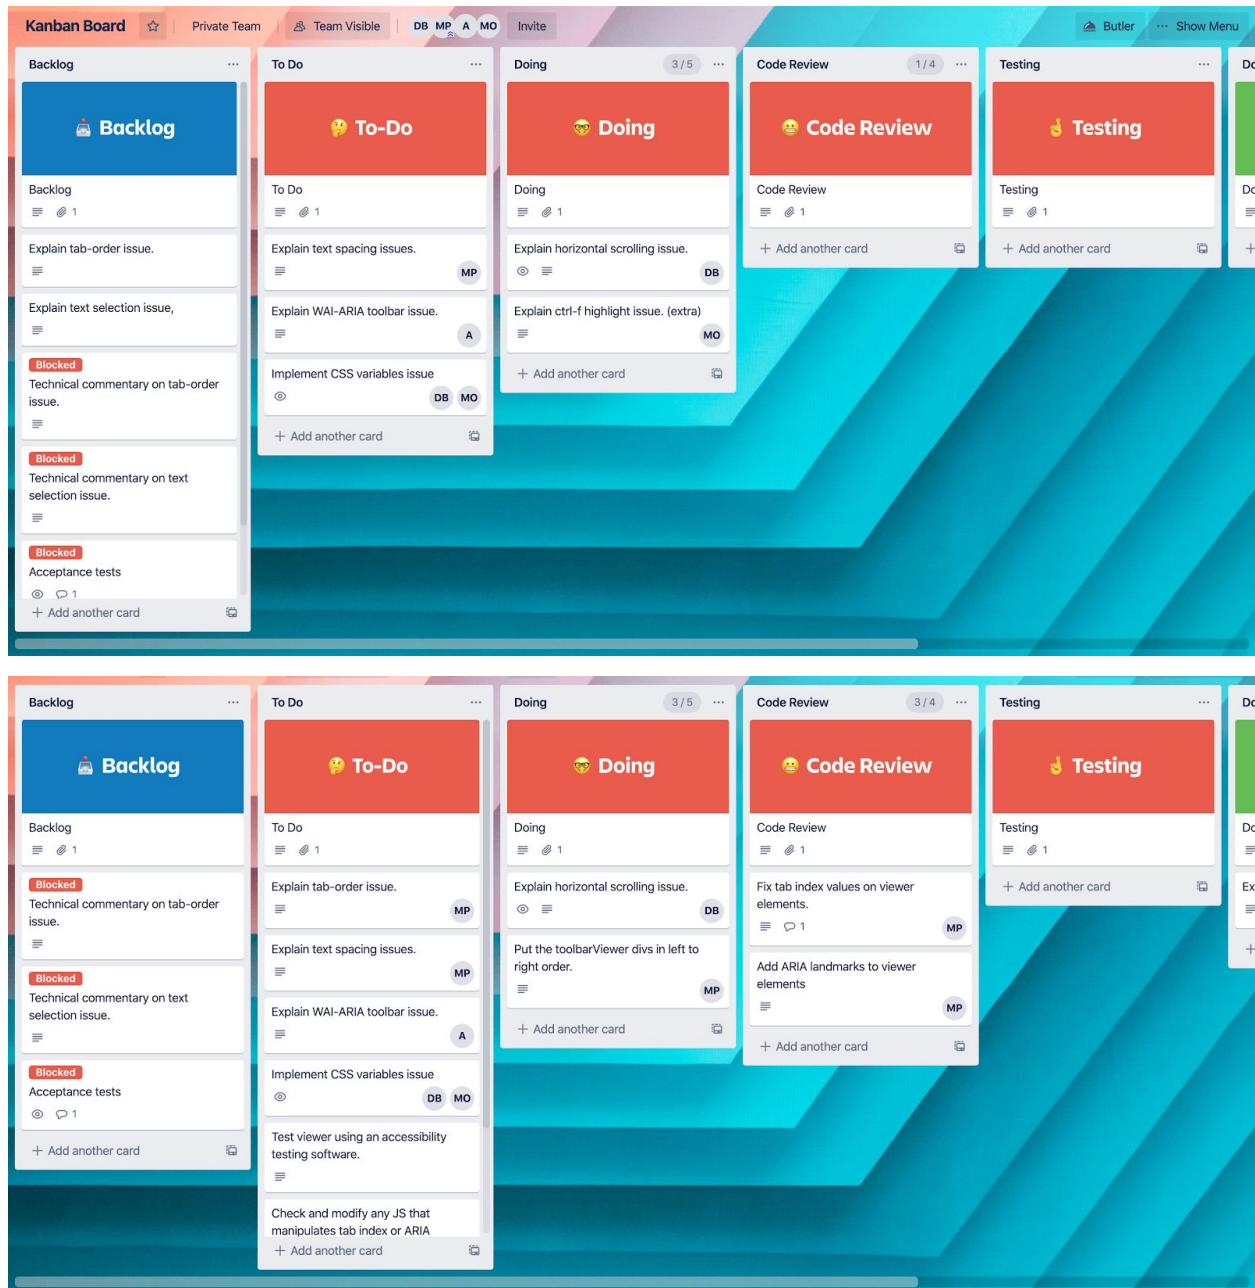 Kanban Board Private Team Team Visible DB MP A MO Invite Butler Show Menu
Backlog
Backlog
Backlog
1
Explain tab-order issue.
Explain text selection issue,
Blocked
Technical commentary on tab-order
issue.
Blocked
Technical commentary on text
selection issue.
Blocked
Acceptance tests
1
+ Add another card
To Do
To-Do
To Do
1
Explain text spacing issues.
MP
Explain WAI-ARIA toolbar issue.
A
Implement CSS variables issue
DB MO
+ Add another card
Doing 3 / 5
Doing
Doing
1
Explain horizontal scrolling issue.
DB
Explain ctrl-f highlight issue. (extra)
MO
+ Add another card
Code Review 1 / 4
Code Review
Code Review
1
+ Add another card
Testing
Testing
Testing
1
+ Add another card
Do
Do
+
Backlog
Backlog
Backlog
1
Blocked
Technical commentary on tab-order
issue.
Blocked
Technical commentary on text
selection issue.
Blocked
Acceptance tests
1
+ Add another card
To Do
To-Do
To Do
1
Explain tab-order issue.
MP
Explain text spacing issues.
MP
Explain WAI-ARIA toolbar issue.
A
Implement CSS variables issue
DB MO
Test viewer using an accessibility
testing software.
Check and modify any JS that
manipulates tab index or ARIA
+ Add another card
Doing 3 / 5
Doing
Doing
1
Explain horizontal scrolling issue.
DB
Put the toolbarViewer divs in left to
right order.
MP
+ Add another card
Code Review 3 / 4
Code Review
Code Review
1
Fix tab index values on viewer
elements.
1
MP
Add ARIA landmarks to viewer
elements
MP
+ Add another card
Testing
Testing
Testing
1
+ Add another card
Do
Do
Ex
+